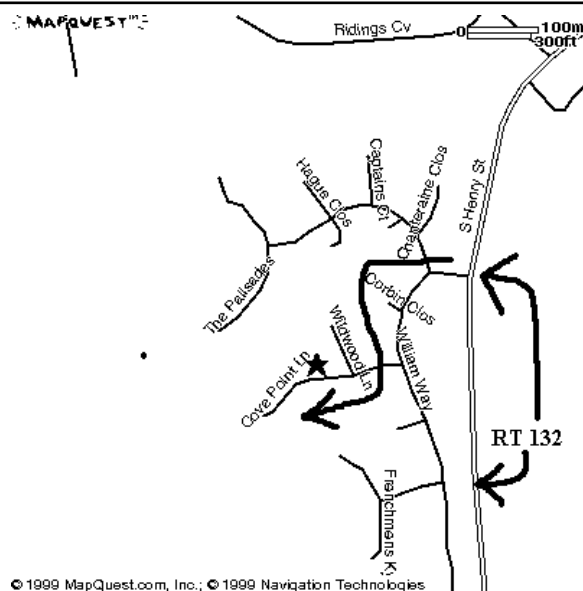 MAPQUEST™
Ridings Cv
0 100m
300ft
Captains Ct
Hague Clos
Chanteraine Clos
S Henry St
The Palisades
Corbin Clos
Wildwood Ln
William Way
Cove Point Ln
RT 132
Frenchmens K
© 1999 MapQuest.com, Inc.; © 1999 Navigation Technologies